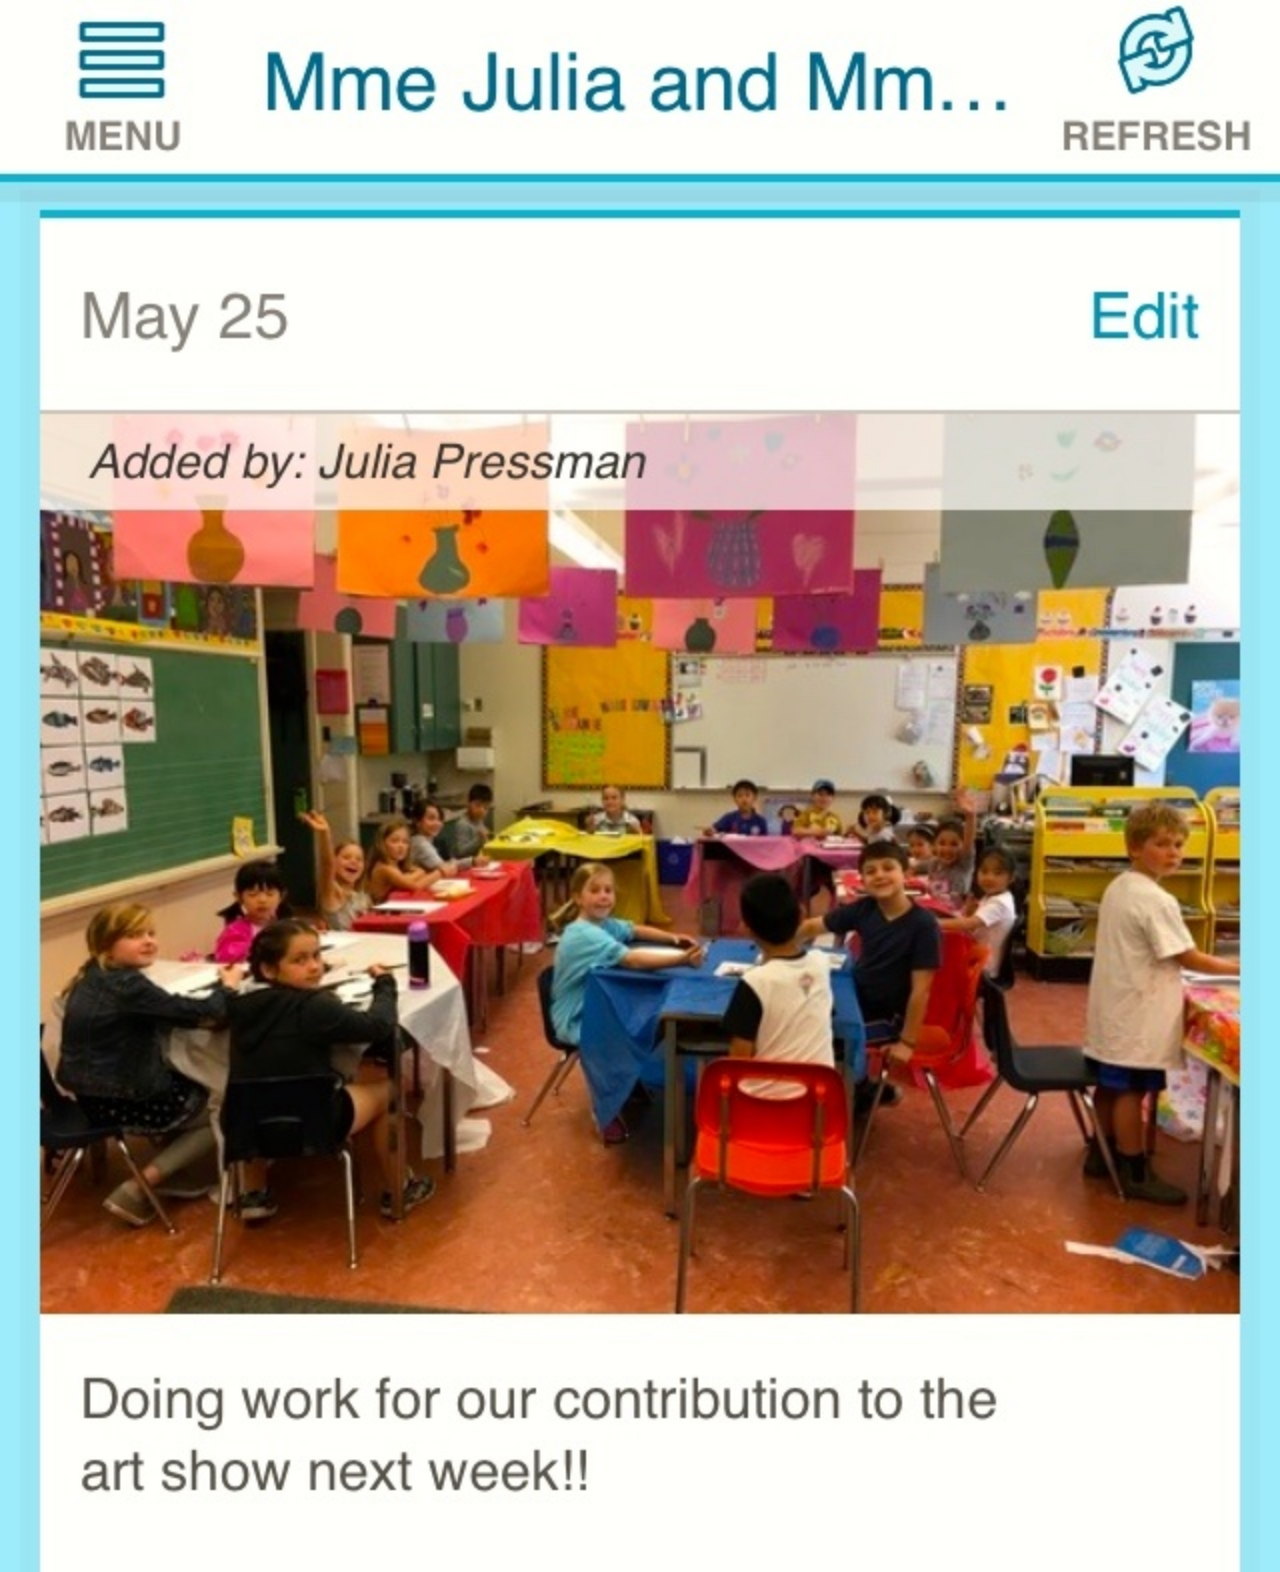 MENU
Mme Julia and Mm...
REFRESH
May 25
Edit
Added by: Julia Pressman
Doing work for our contribution to the
art show next week!!